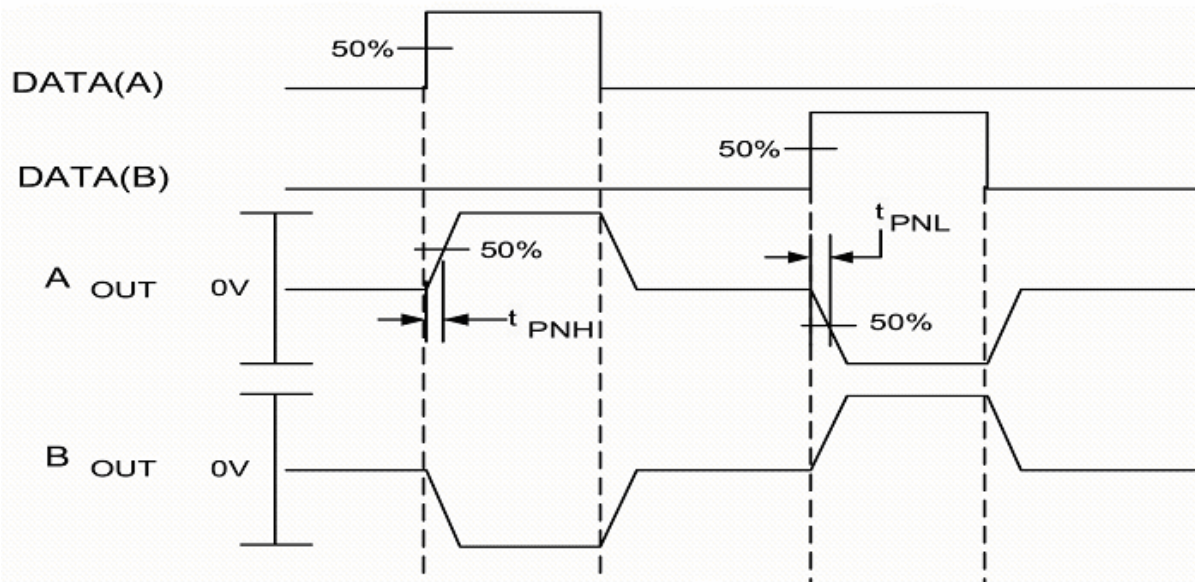 50%
DATA(A)
50%
DATA(B)
t PNL
50%
A OUT 0V
t PNH
50%
B OUT 0V